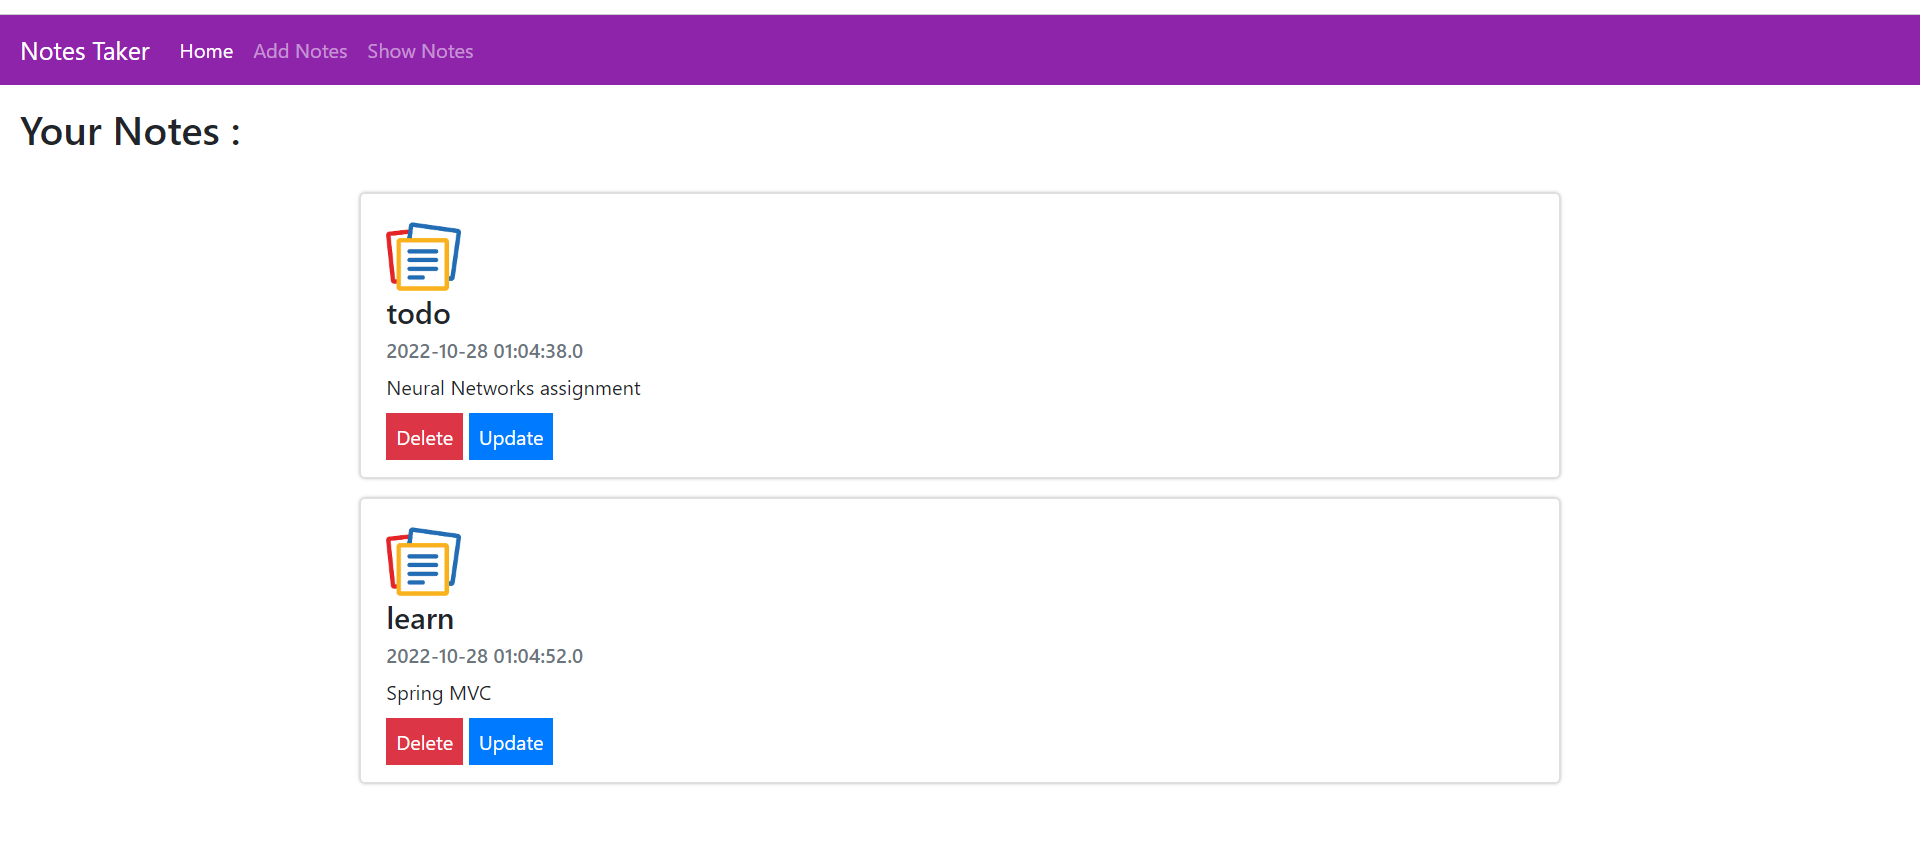 Notes Taker Home Add Notes Show Notes
Your Notes :
todo
2022-10-28 01:04:38.0
Neural Networks assignment
Delete Update
learn
2022-10-28 01:04:52.0
Spring MVC
Delete Update